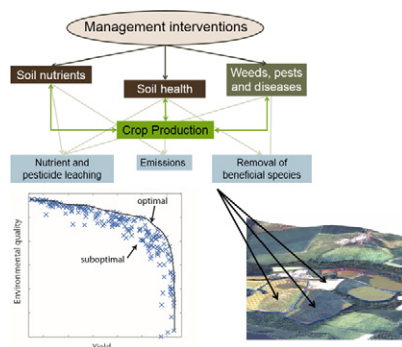 Management interventions
Soil nutrients
Soil health
Weeds, pests
and diseases
Crop Production
Nutrient and
pesticide leaching
Emissions
Removal of
beneficial species
optimal
suboptimal
Environmental quality
Yield